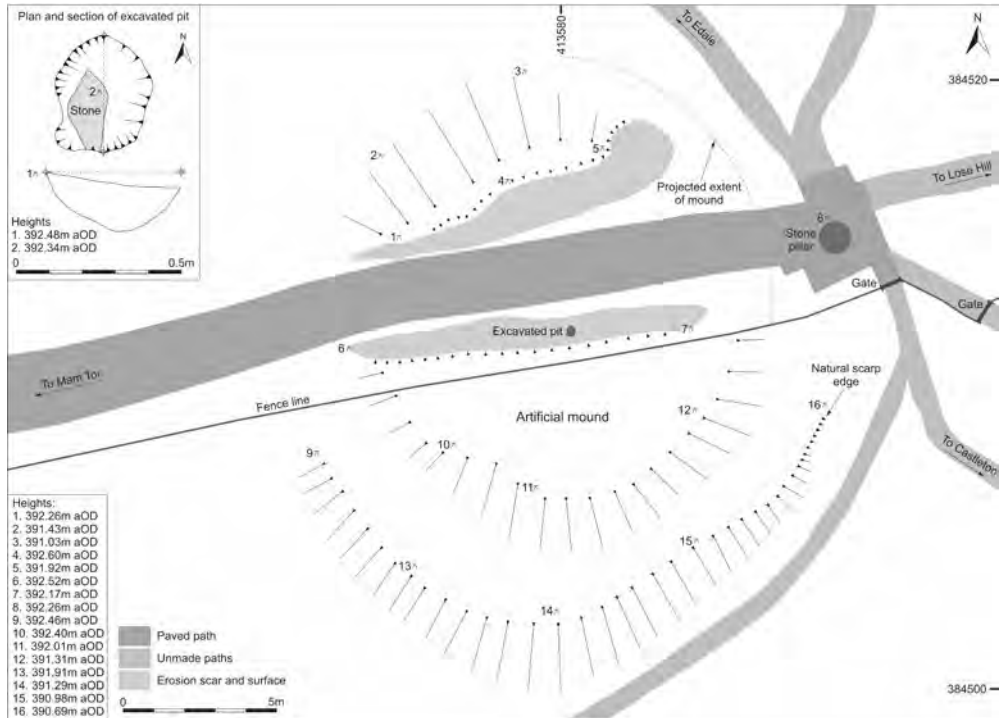 Plan and section of excavated pit
N
2
Stone
1
Heights
1. 392.48m aOD
2. 392.34m aOD
0 0.5m
413580
N
384520
To Edale
To Lose Hill
3
2
5
4
1
Projected extent
of mound
6
Stone
pillar
Gate
Gate
Excavated pit
7
6
To Mam Tor
Fence line
Natural scarp
edge
16
Artificial mound
12
10
9
11
To Castleton
15
13
14
Heights:
1. 392.26m aOD
2. 391.43m aOD
3. 391.03m aOD
4. 392.60m aOD
5. 391.92m aOD
6. 392.52m aOD
7. 392.17m aOD
8. 392.26m aOD
9. 392.46m aOD
10. 392.40m aOD
11. 392.01m aOD
12. 391.31m aOD
13. 391.91m aOD
14. 391.29m aOD
15. 390.98m aOD
16. 390.69m aOD
Paved path
Unmade paths
Erosion scar and surface
0 5m
384500